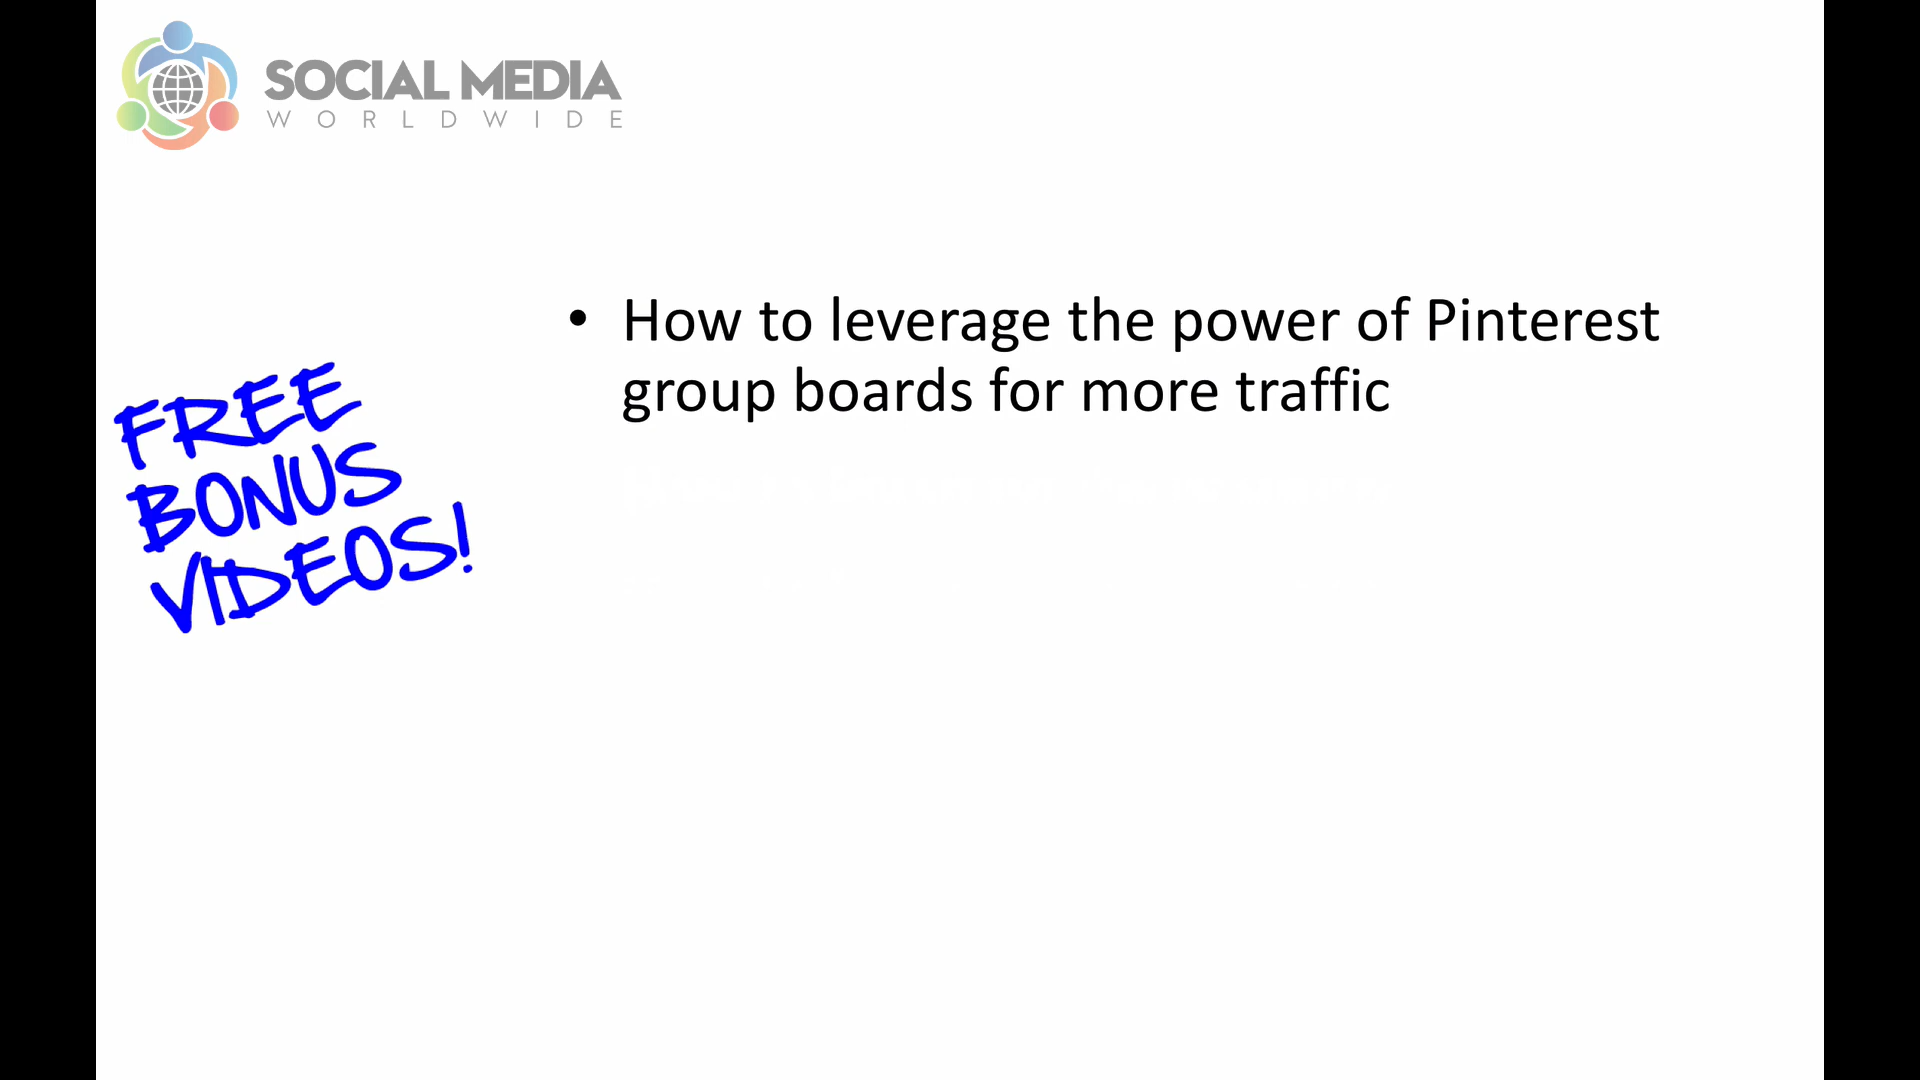 SOCIAL MEDIA
WORLDWIDE
• How to leverage the power of Pinterest
group boards for more traffic
FREE
BONUS
VIDEOS!